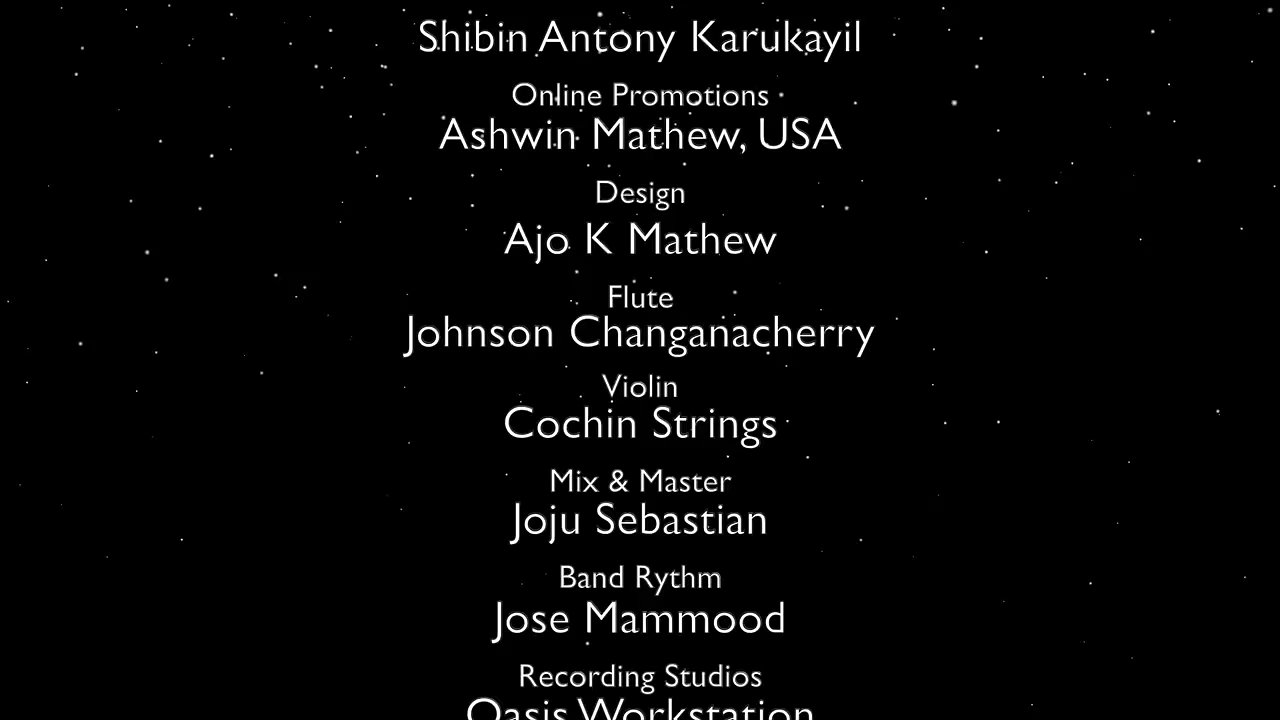 Shibin Antony Karukayil
Online Promotions
Ashwin Mathew, USA
Design
Ajo K Mathew
Flute
Johnson Changanacherry
Violin
Cochin Strings
Mix & Master
Joju Sebastian
Band Rythm
Jose Mammood
Recording Studios
Oasis Workstation